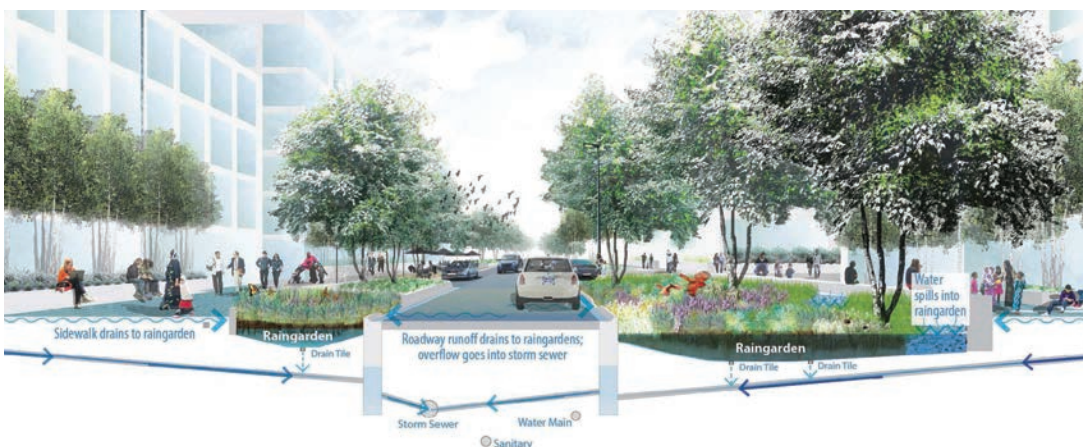 Water
spills into
raingarden
Sidewalk drains to raingarden
Raingarden
Roadway runoff drains to raingardens;
overflow goes into storm sewer
Raingarden
Drain Tile
Drain Tile
Drain Tile
Storm Sewer
Water Main
Sanitary